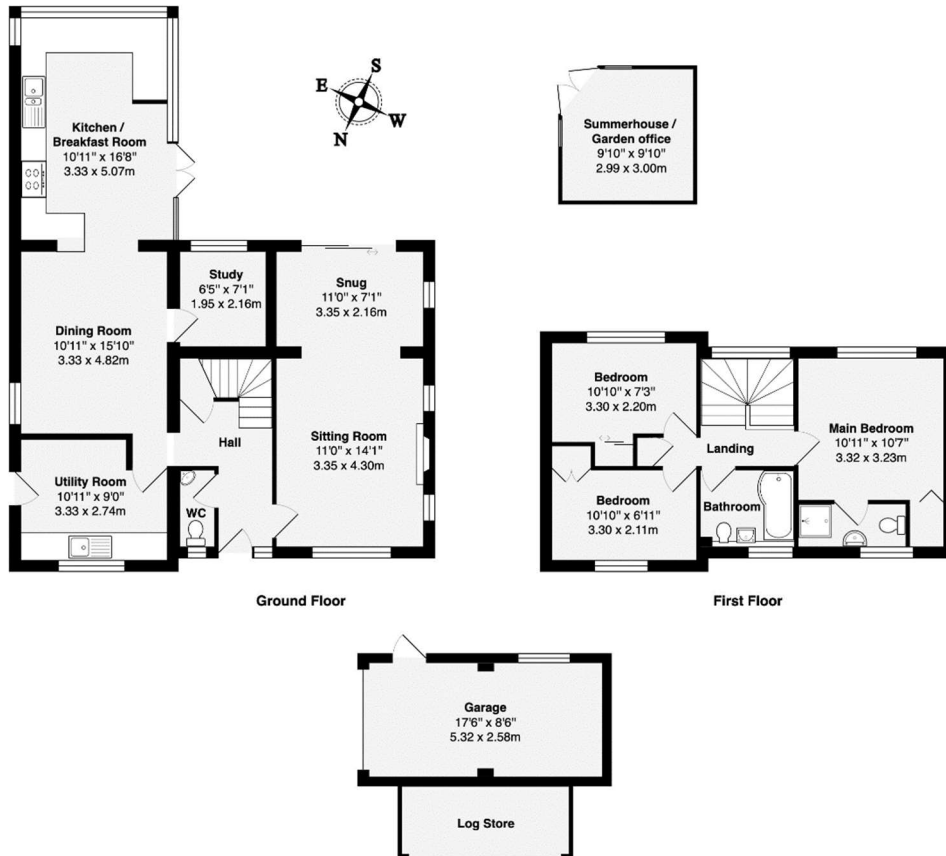 Kitchen /
Breakfast Room
10'11" x 16'8
3.33 x 5.07m
S
E
W
N
Summerhouse /
Garden office
9'10" x 9'10"
2.99 x 3.00m
Study
6'5" x 7'1"
1.95 x 2.16m
Snug
11'0" x 7'1"
3.35 x 2.16m
Dining Room
10'11" x 15'10"
3.33 x 4.82m
Hall
Sitting Room
11'0" x 14'1"
3.35 x 4.30m
Utility Room
10'11" x 9'0"
3.33 x 2.74m
WC
Ground Floor
Bedroom
10'10" x 7'3"
3.30 x 2.20m
Landing
Main Bedroom
10'11" x 10'7"
3.32 x 3.23m
Bedroom
10'10" x 6'11"
3.30 x 2.11m
Bathroom
First Floor
Garage
17'6" x 8'6"
5.32 x 2.58m
Log Store